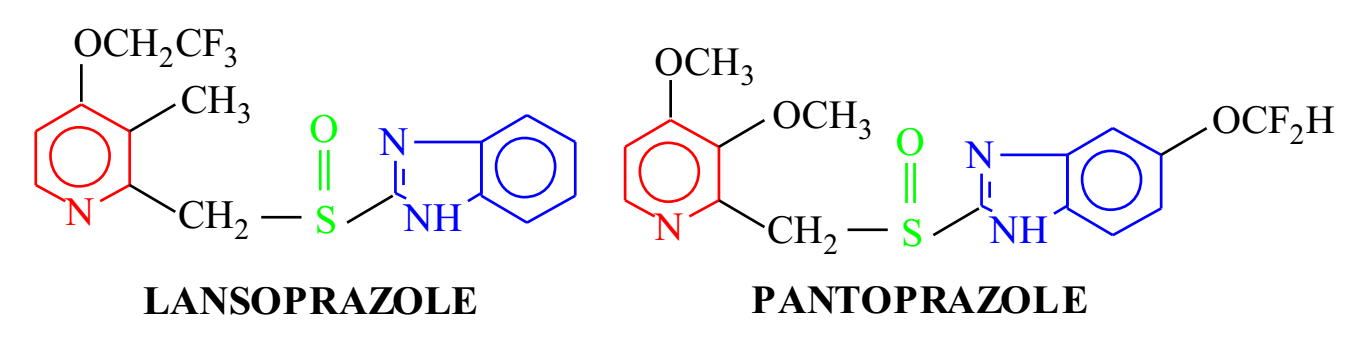 OCH₂CF₃
CH₃
O
N
N
CH₂
S
NH
LANSOPRAZOLE
OCH₃
OCH₃
O
N
OCF₂H
N
CH₂
S
NH
PANTOPRAZOLE